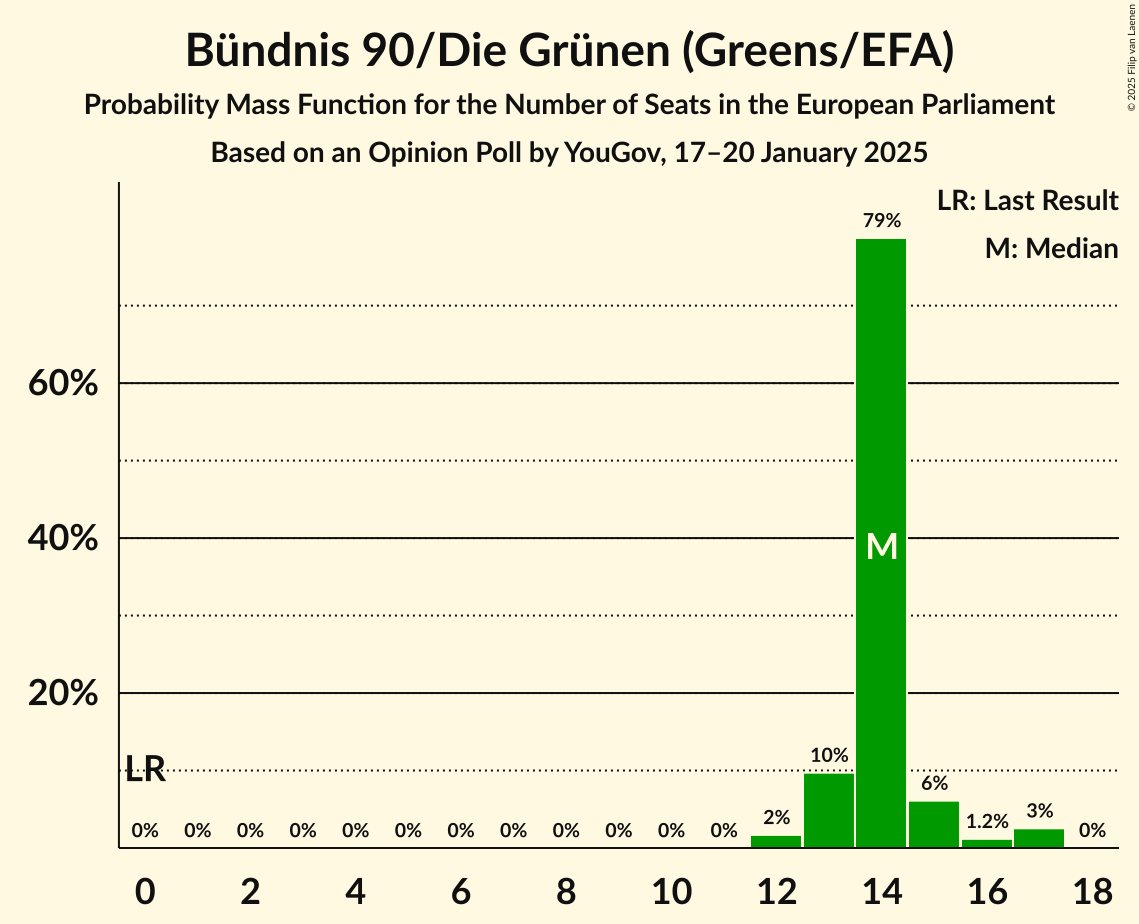 Bündnis 90/Die Grünen (Greens/EFA)
Probability Mass Function for the Number of Seats in the European Parliament
Based on an Opinion Poll by YouGov, 17–20 January 2025
© 2025 Filip van Laenen
LR: Last Result
M: Median
79%
60%
40%
M
20%
LR
10%
6%
0% 0% 0% 0% 0% 0% 0% 0% 0% 0% 0% 0% 2% 1.2% 3% 0%
0 2 4 6 8 10 12 14 16 18